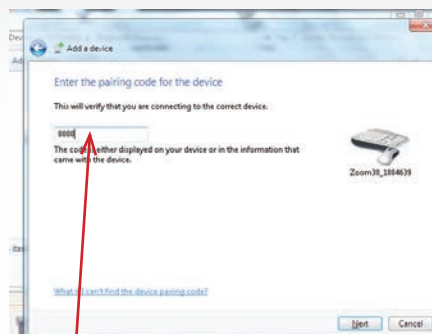 Add a device
Enter the pairing code for the device
This will verify that you are connecting to the correct device.
0000
The code is either displayed on your device or in the information that
came with the device.
Zoom38_1804639
What if I can't find the device pairing code?
Next
Cancel